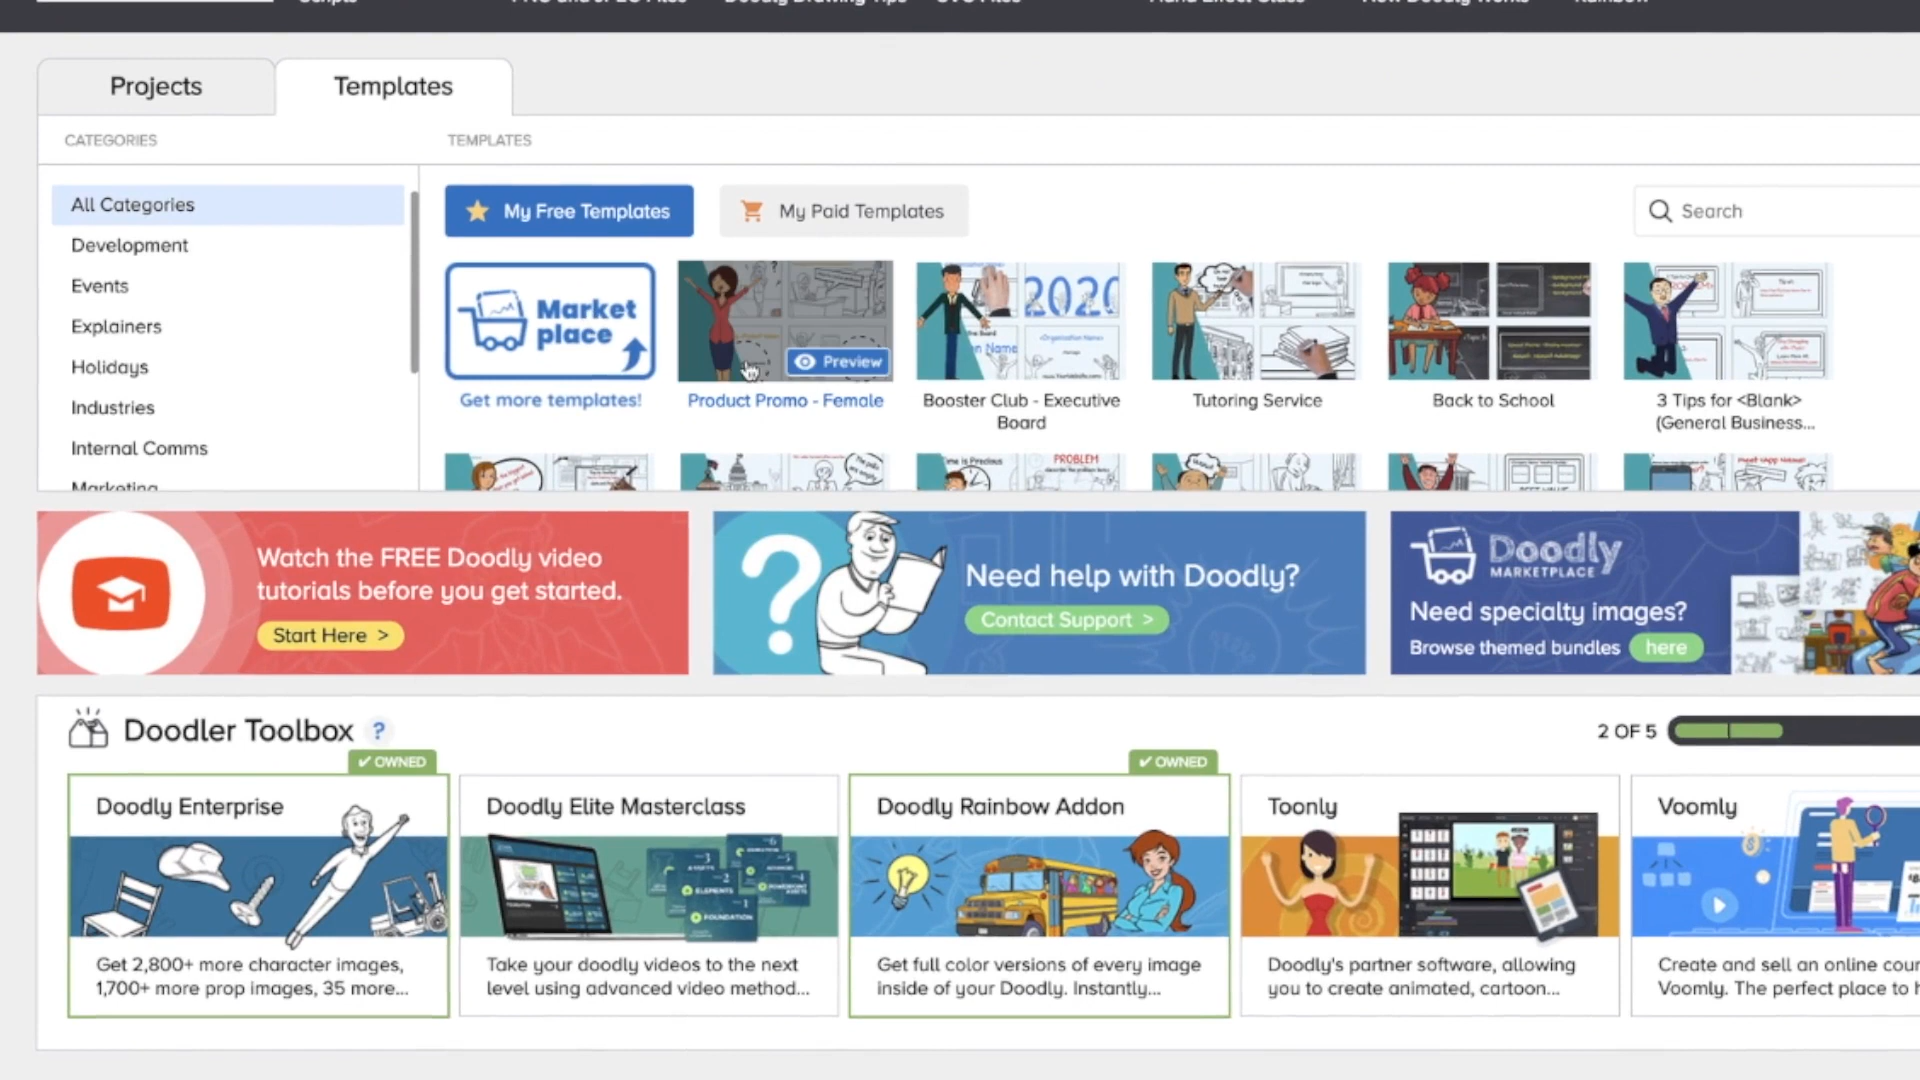 Projects
Templates
CATEGORIES
TEMPLATES
All Categories
Development
Events
Explainers
Holidays
Industries
Internal Comms
Marketing
My Free Templates
My Paid Templates
Search
Market
place
Get more templates!
Preview
Product Promo - Female
2020
Booster Club - Executive
Board
Tutoring Service
Back to School
3 Tips for <Blank>
(General Business...
Time is Precious
PROBLEM
Watch the FREE Doodly video
tutorials before you get started.
Start Here >
Need help with Doodly?
Contact Support >
Doodly
MARKETPLACE
Need specialty images?
Browse themed bundles here
Doodler Toolbox ?
2 OF 5
✔ OWNED
Doodly Enterprise
Get 2,800+ more character images,
1,700+ more prop images, 35 more...
Doodly Elite Masterclass
ELEMENTS
FOUNDATION
Take your doodly videos to the next
level using advanced video method...
✔ OWNED
Doodly Rainbow Addon
Get full color versions of every image
inside of your Doodly. Instantly...
Toonly
Doodly's partner software, allowing
you to create animated, cartoon...
Voomly
Create and sell an online cour
Voomly. The perfect place to h